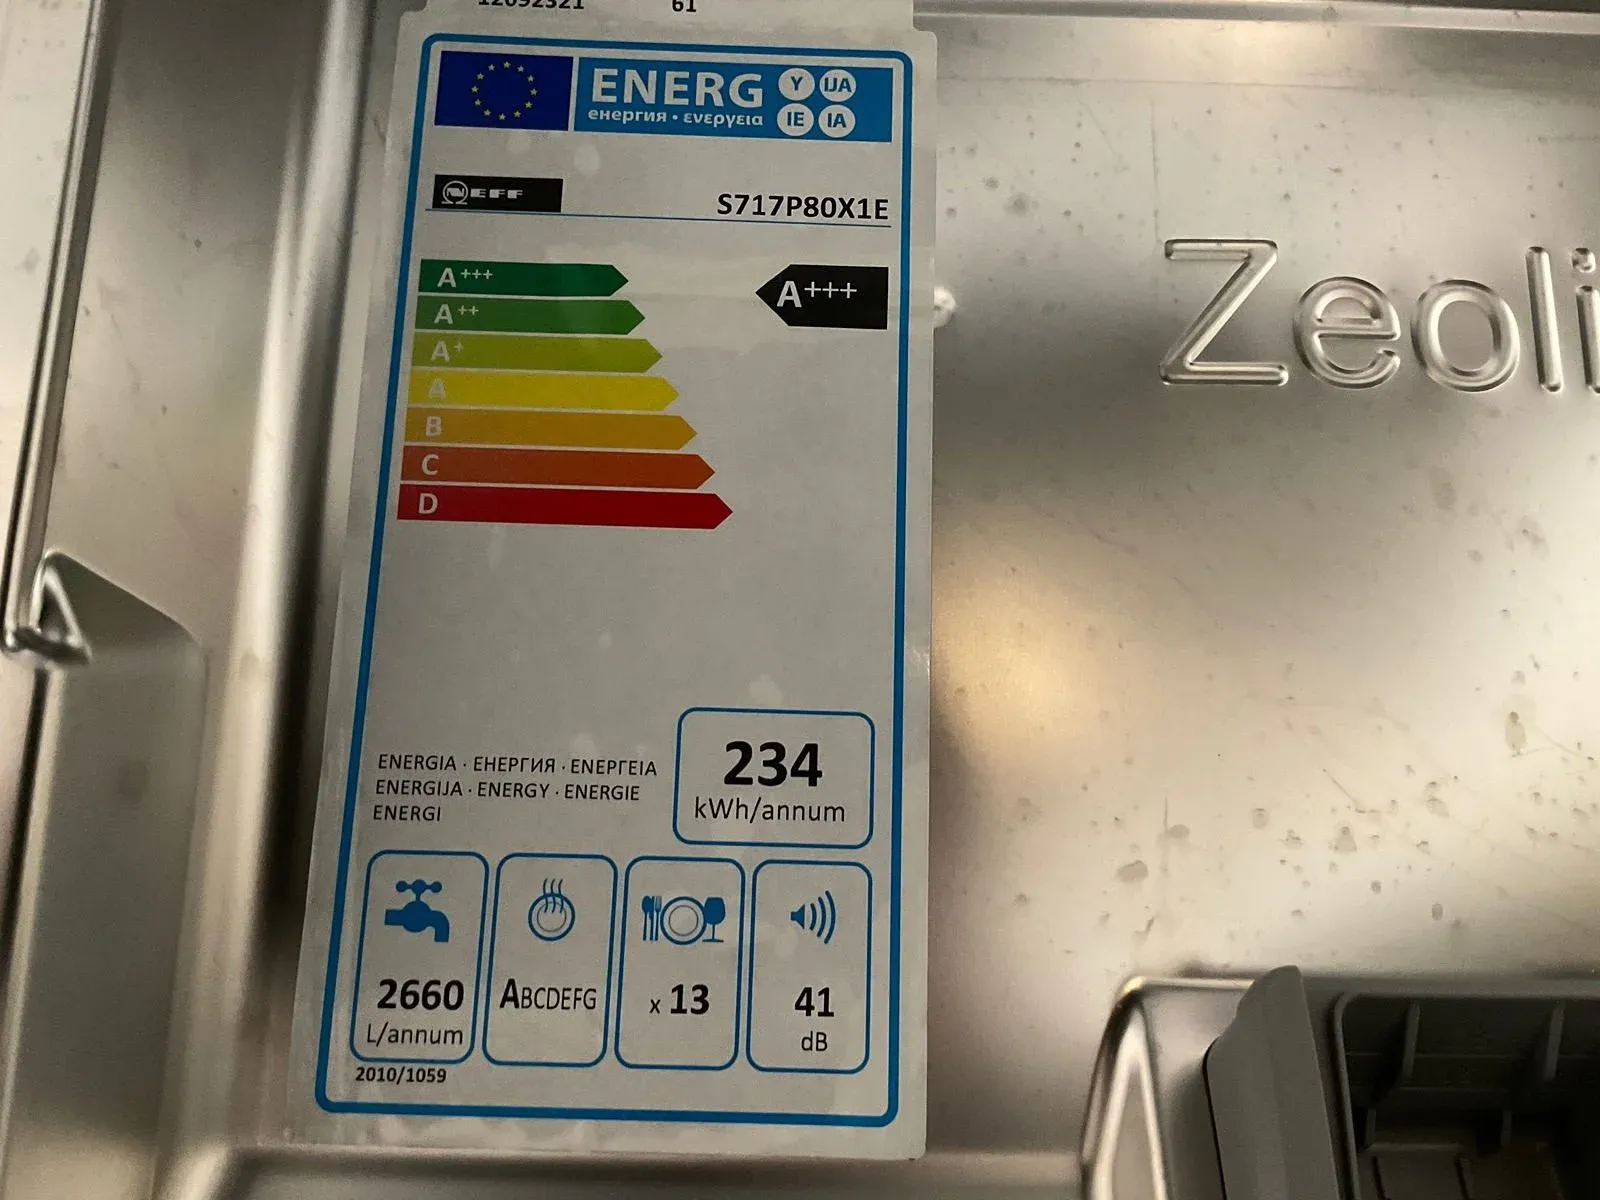 61
ENERG Y IJA
енергия · ενεργεια IE IA
NEFF
S717P80X1E
A+++
A+++
A++
A+
A
B
C
D
234
kWh/annum
ENERGIA · ЕНЕРГИЯ · ΕΝΕΡΓΕΙΑ
ENERGIJA · ENERGY · ENERGIE
ENERGI
2660
L/annum
ABCDEFG
x 13
41
dB
2010/1059
Zeoli